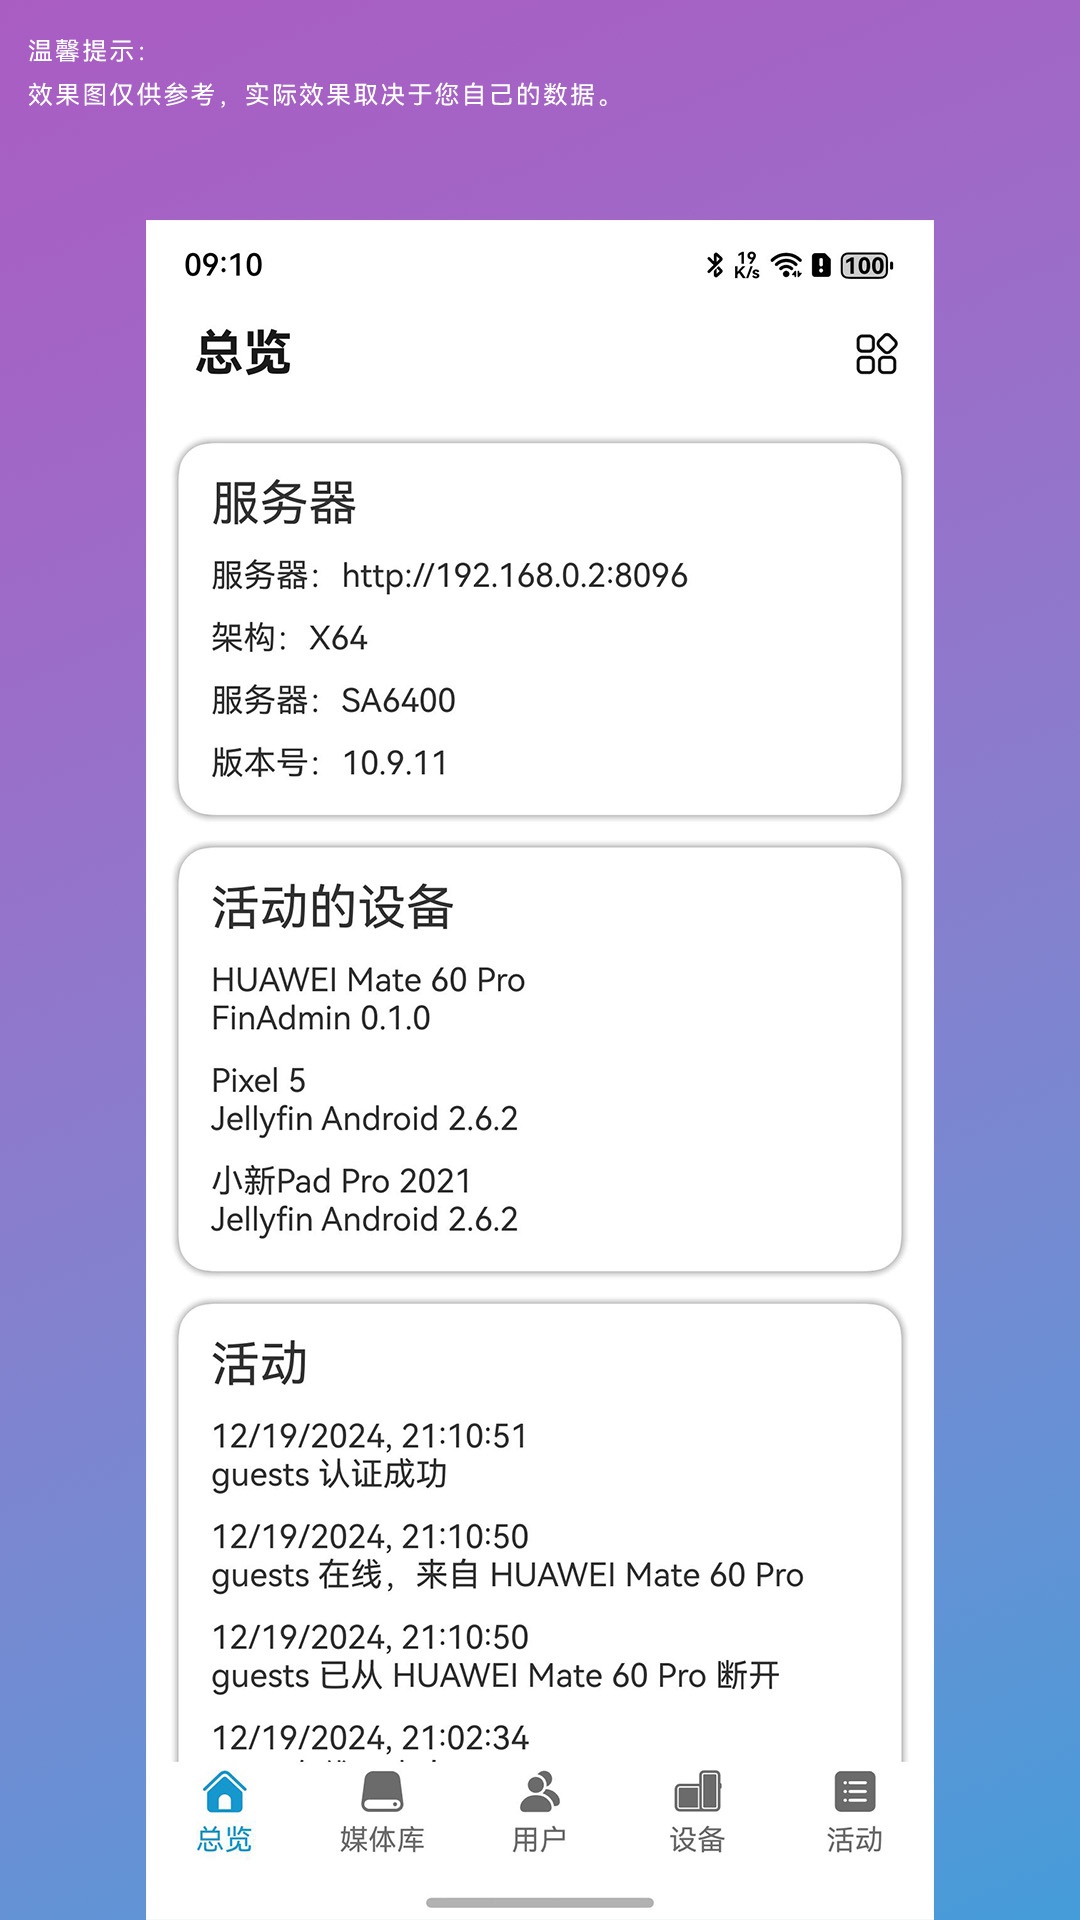 温馨提示：
效果图仅供参考，实际效果取决于您自己的数据。
09:10
19 K/s
100
总览
服务器
服务器： http://192.168.0.2:8096
架构： X64
服务器： SA6400
版本号： 10.9.11
活动的设备
HUAWEI Mate 60 Pro
FinAdmin 0.1.0
Pixel 5
Jellyfin Android 2.6.2
小新Pad Pro 2021
Jellyfin Android 2.6.2
活动
12/19/2024, 21:10:51
guests 认证成功
12/19/2024, 21:10:50
guests 在线，来自 HUAWEI Mate 60 Pro
12/19/2024, 21:10:50
guests 已从 HUAWEI Mate 60 Pro 断开
12/19/2024, 21:02:34
总览
媒体库
用户
设备
活动